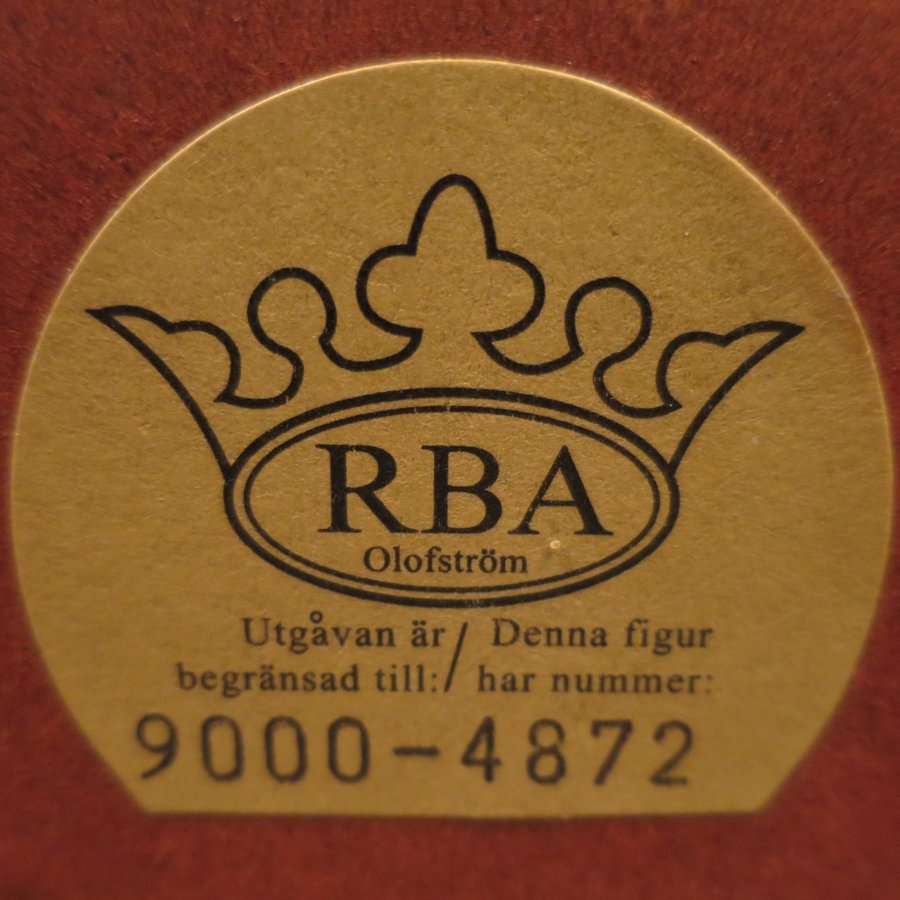 RBA
Olofström
Utgåvan är / Denna figur
begränsad till: / har nummer:
9000-4872